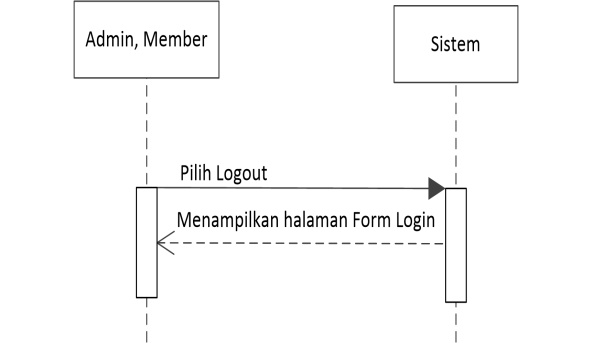 Admin, Member
Sistem
Pilih Logout
Menampilkan halaman Form Login